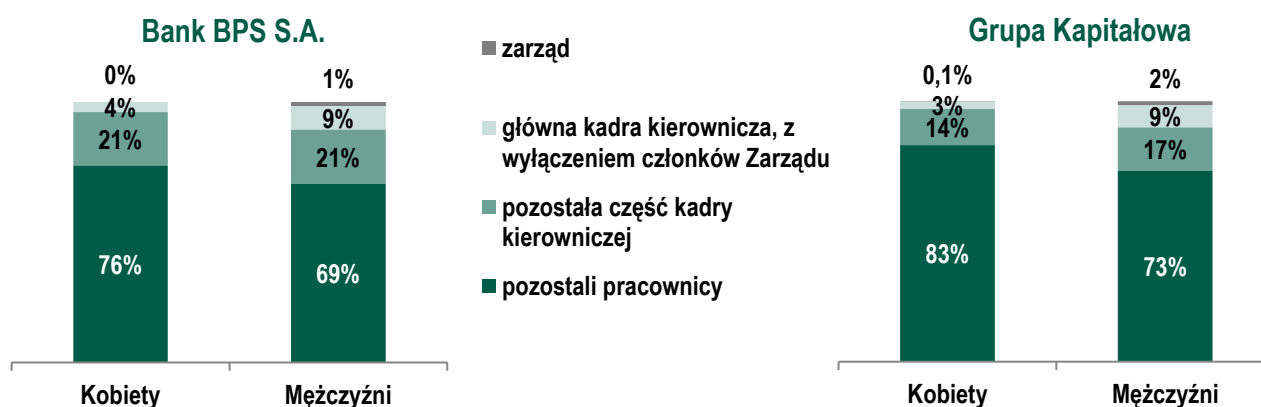 Bank BPS S.A.
0%
1%
4%
9%
21%
21%
76%
69%
Kobiety
Mężczyźni
zarząd
główna kadra kierownicza, z
wyłączeniem członków Zarządu
pozostała część kadry
kierowniczej
pozostali pracownicy
Grupa Kapitałowa
0,1%
2%
3%
9%
14%
17%
83%
73%
Kobiety
Mężczyźni